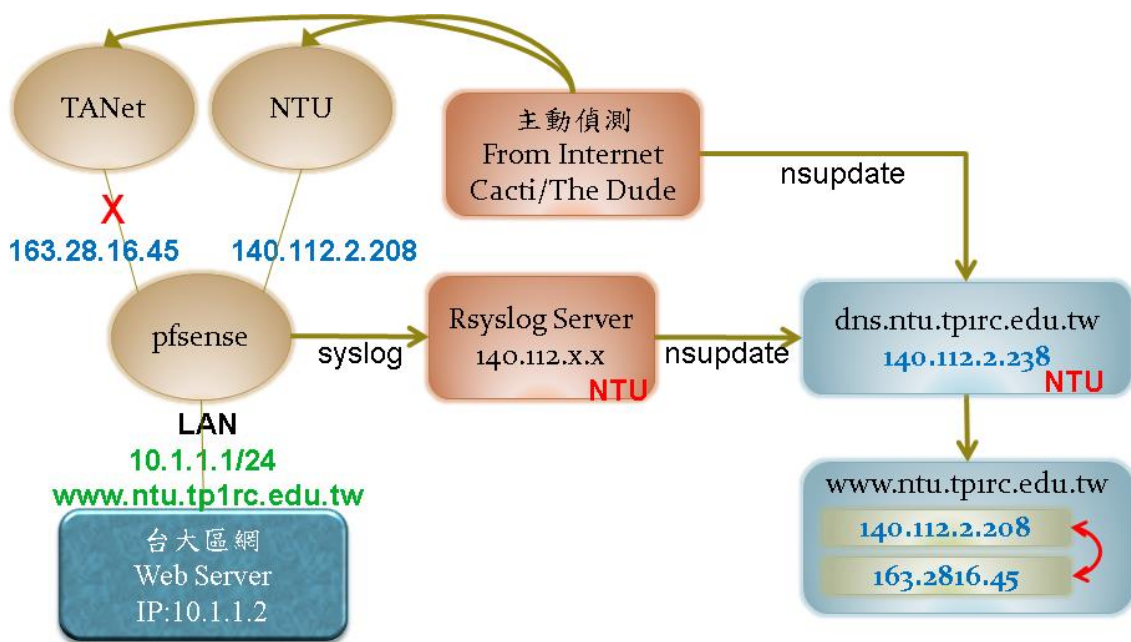 TANet
NTU
主動偵測
From Internet
Cacti/The Dude
nsupdate
X
163.28.16.45
140.112.2.208
pfsense
syslog
Rsyslog Server
140.112.x.x
NTU
nsupdate
dns.ntu.tp1rc.edu.tw
140.112.2.238
NTU
LAN
10.1.1.1/24
www.ntu.tp1rc.edu.tw
台大區網
Web Server
IP:10.1.1.2
www.ntu.tp1rc.edu.tw
140.112.2.208
163.2816.45